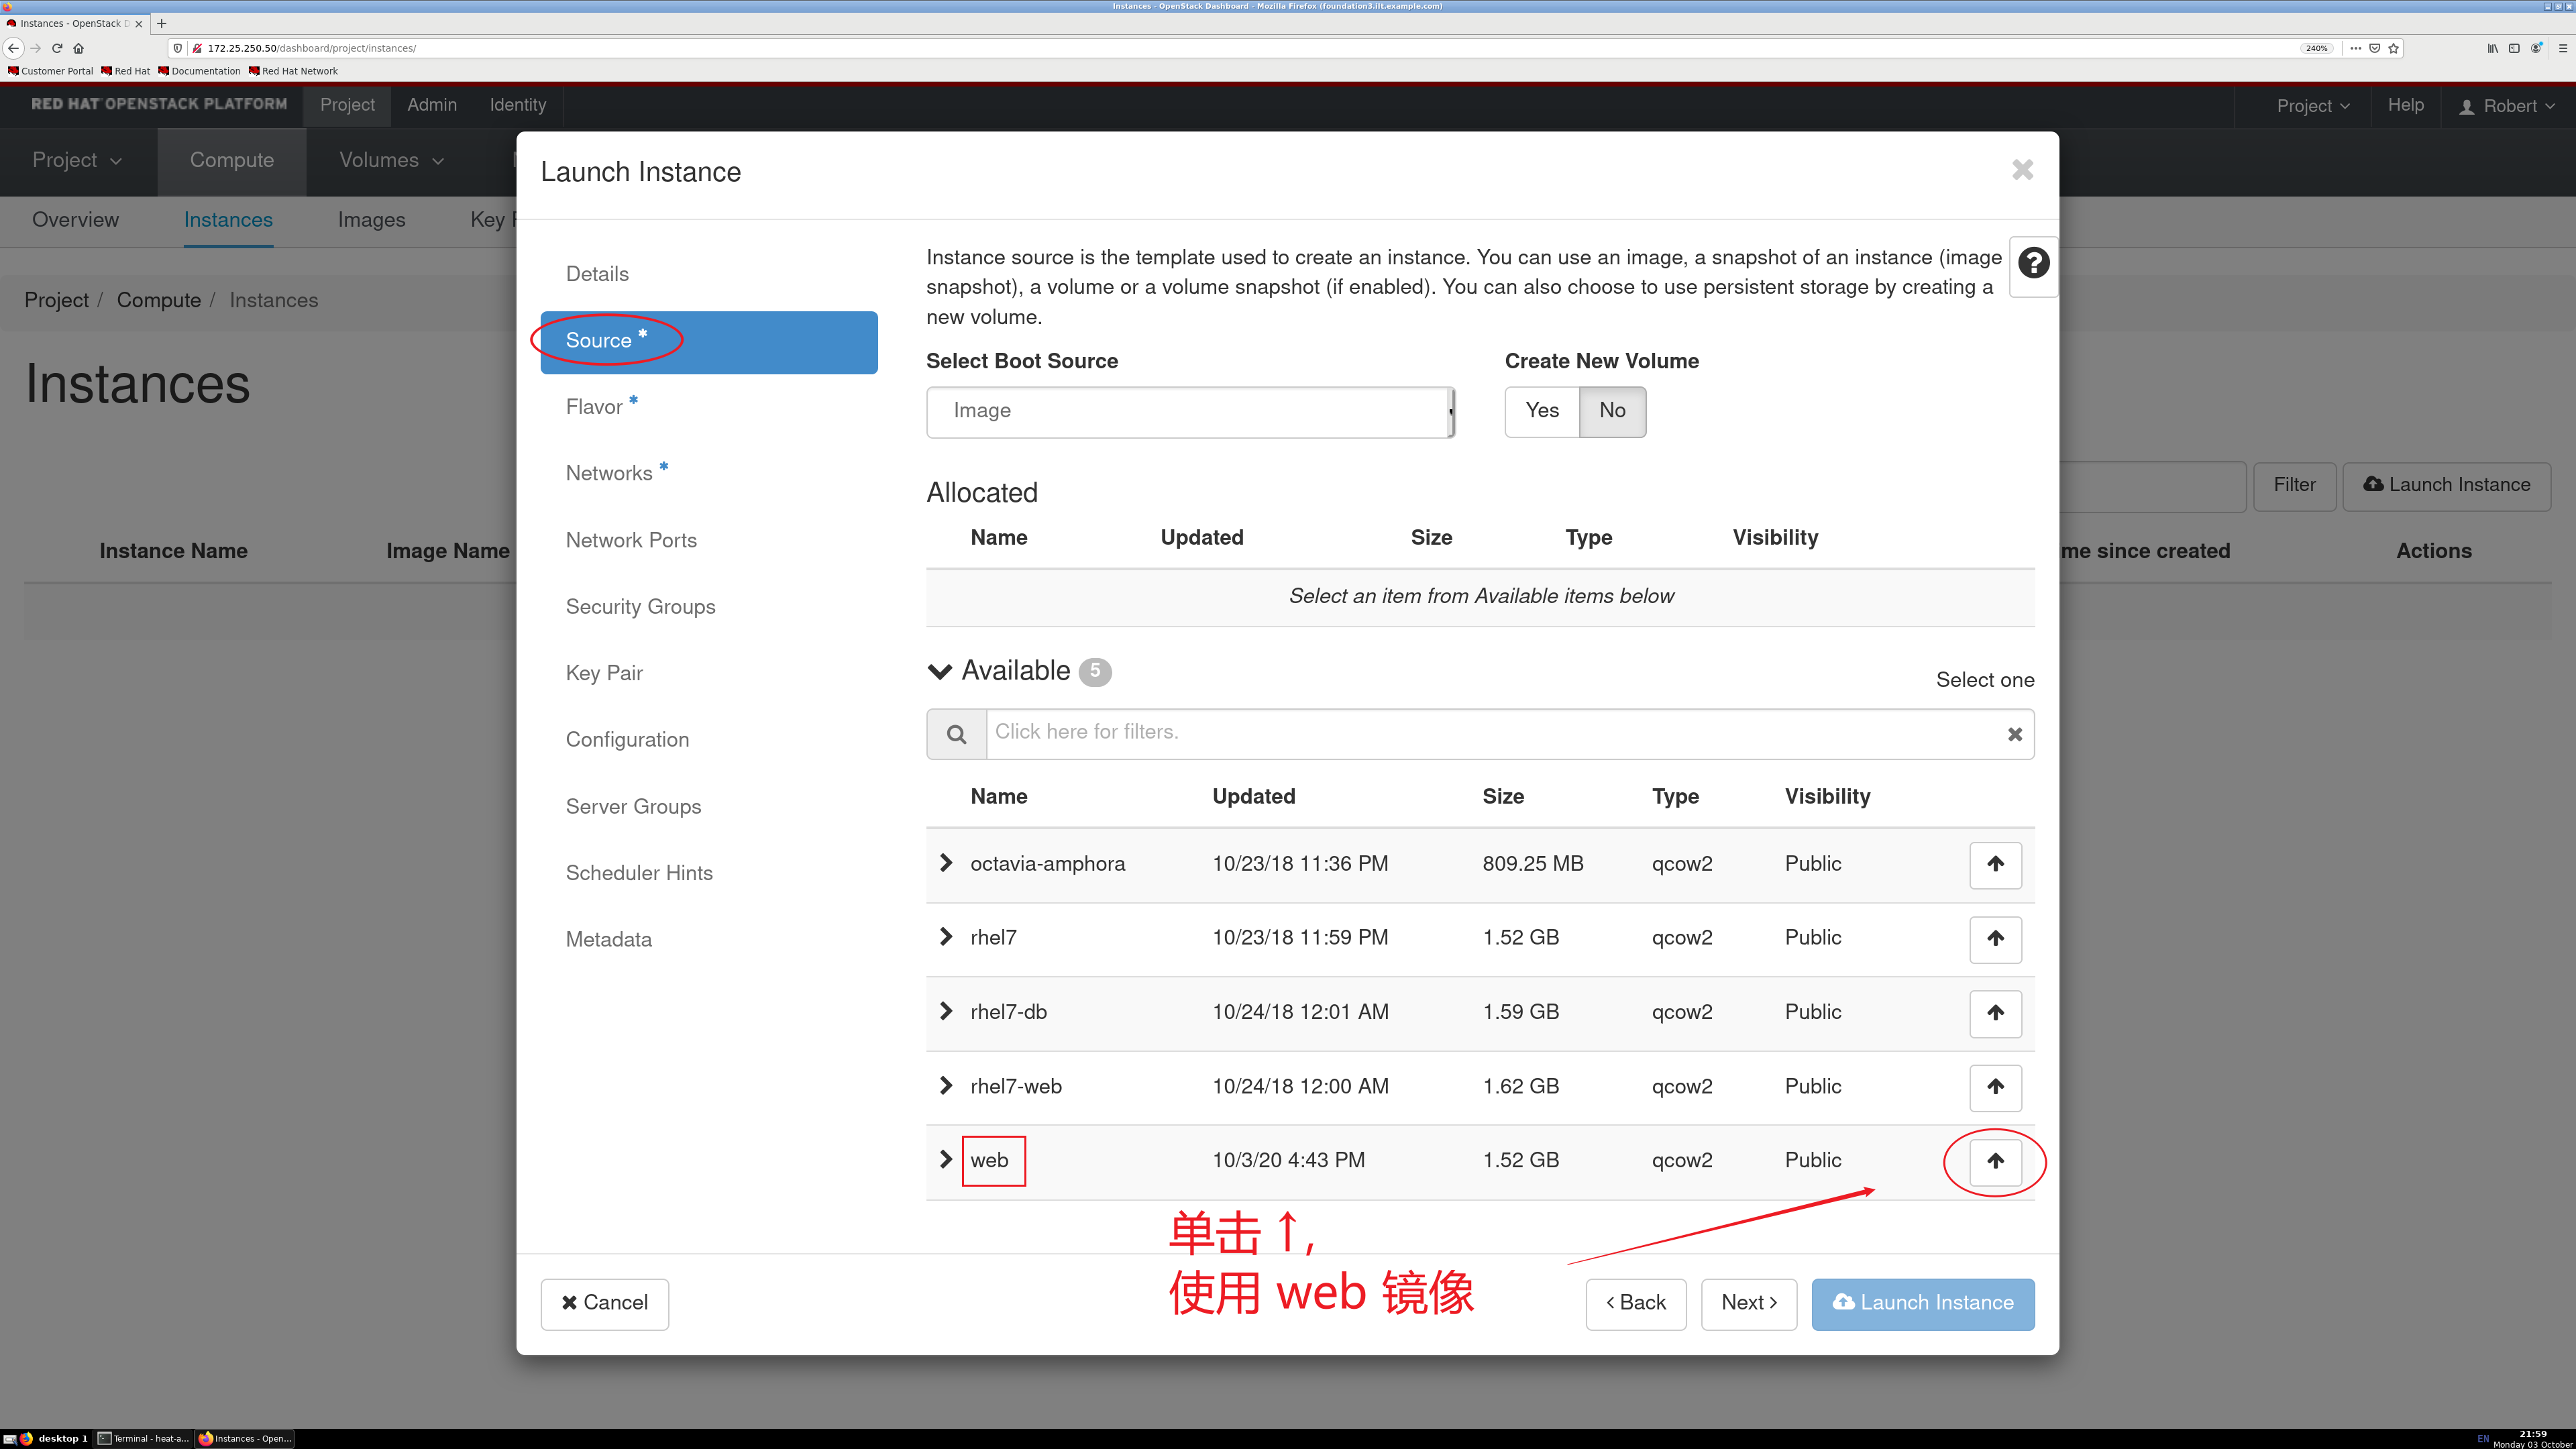 Instances - OpenStack Dashboard - Mozilla Firefox (foundation3.ilt.example.com)
Instances - OpenStack D
172.25.250.50/dashboard/project/instances/
240%
Customer Portal Red Hat Documentation Red Hat Network
RED HAT OPENSTACK PLATFORM Project Admin Identity Project Help Robert
Project Compute Volumes
Overview Instances Images Key P
Project / Compute / Instances
Instances
Filter Launch Instance
Instance Name Image Name me since created Actions
Launch Instance
Details
Source *
Flavor *
Networks *
Network Ports
Security Groups
Key Pair
Configuration
Server Groups
Scheduler Hints
Metadata
Instance source is the template used to create an instance. You can use an image, a snapshot of an instance (image
snapshot), a volume or a volume snapshot (if enabled). You can also choose to use persistent storage by creating a
new volume.
Select Boot Source Create New Volume
Image Yes No
Allocated
Name Updated Size Type Visibility
Select an item from Available items below
Available 5 Select one
Click here for filters.
Name Updated Size Type Visibility
octavia-amphora 10/23/18 11:36 PM 809.25 MB qcow2 Public
rhel7 10/23/18 11:59 PM 1.52 GB qcow2 Public
rhel7-db 10/24/18 12:01 AM 1.59 GB qcow2 Public
rhel7-web 10/24/18 12:00 AM 1.62 GB qcow2 Public
web 10/3/20 4:43 PM 1.52 GB qcow2 Public
单击 ↑,
使用 web 镜像
Cancel Back Next Launch Instance
desktop 1 Terminal - heat-a... Instances - Open... EN 21:59
Monday 03 October